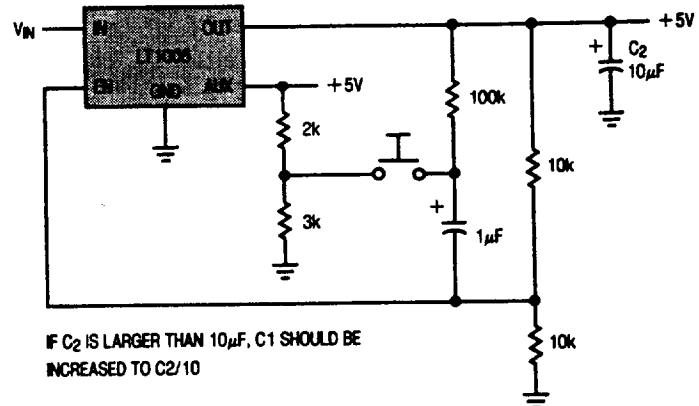 VIN
IN
OUT
+5V
LT1005
C2
10µF
EN
GND
AUX
+5V
100k
2k
10k
3k
1µF
IF C2 IS LARGER THAN 10µF, C1 SHOULD BE
INCREASED TO C2/10
10k